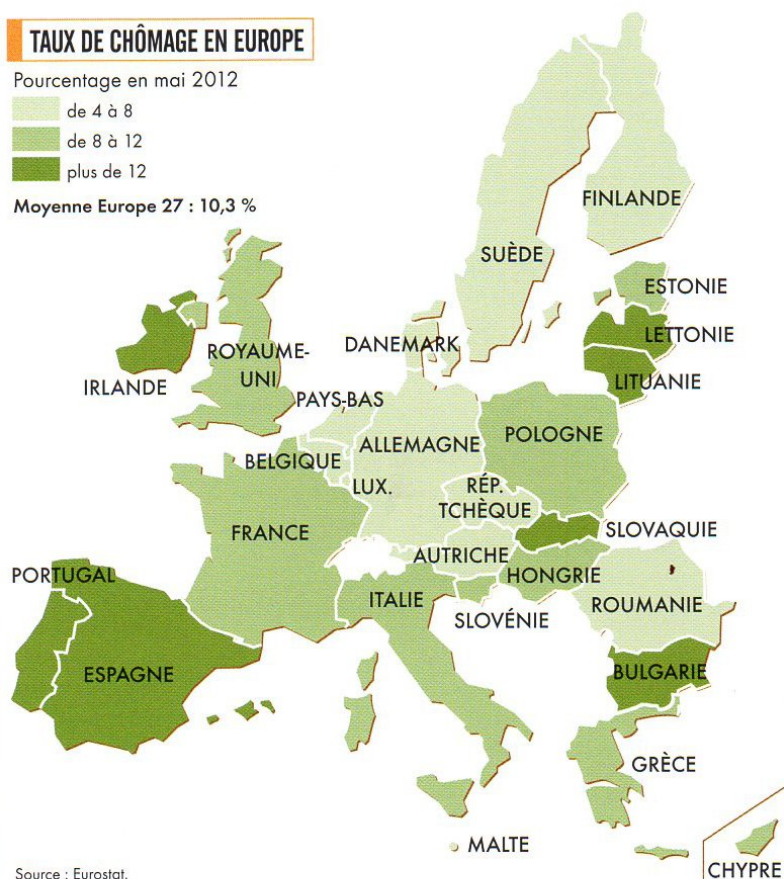 TAUX DE CHÔMAGE EN EUROPE
Pourcentage en mai 2012
de 4 à 8
de 8 à 12
plus de 12
Moyenne Europe 27 : 10,3 %
FINLANDE
SUÈDE
ESTONIE
LETTONIE
LITUANIE
DANEMARK
IRLANDE
ROYAUME-
UNI
PAYS-BAS
BELGIQUE
LUX.
ALLEMAGNE
POLOGNE
RÉP.
TCHÈQUE
SLOVAQUIE
FRANCE
AUTRICHE
HONGRIE
ROUMANIE
PORTUGAL
ESPAGNE
ITALIE
SLOVÉNIE
BULGARIE
GRÈCE
MALTE
CHYPRE
Source : Eurostat.